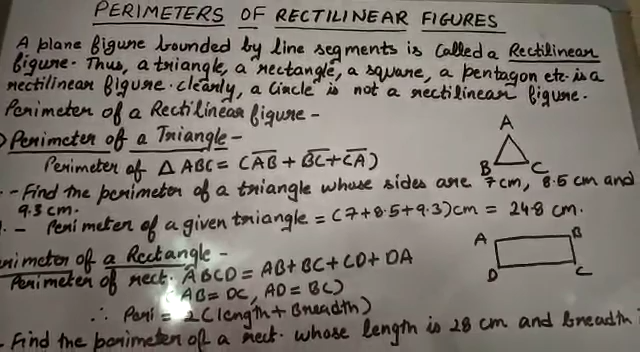 PERIMETERS OF RECTILINEAR FIGURES
A plane figure bounded by line segments is called a Rectilinear
figure. Thus, a triangle, a rectangle, a square, a pentagon etc. is a
rectilinear figure. clearly, a circle is not a rectilinear figure.
Perimeter of a Rectilinear figure -
) Perimeter of a Triangle -
Perimeter of △ ABC = (AB + BC + CA)
A
B C
- Find the perimeter of a triangle whose sides are 7 cm, 8.5 cm and
9.3 cm.
- Perimeter of a given triangle = (7+8.5+9.3) cm = 24.8 cm.
imeter of a Rectangle -
Perimeter of rect. ABCD = AB + BC + CD + DA
A B
D C
AB = DC, AD = BC)
∴ Peri = 2(length + Breadth)
Find the perimeter of a rect. whose length is 28 cm and breadth